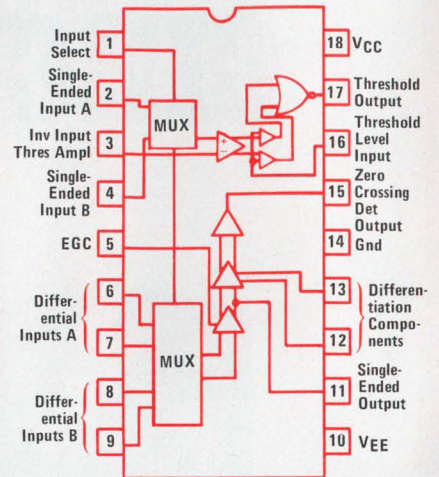 Input
Select
1
Single-
Ended
Input A
2
Inv Input
Thres Ampl
3
Single-
Ended
Input B
4
EGC
5
Differ-
ential
Inputs A
6
7
Differ-
ential
Inputs B
8
9
MUX
+
-
MUX
18
VCC
17
Threshold
Output
16
Threshold
Level
Input
15
Zero
Crossing
Det
Output
14
Gnd
13
12
Differen-
tiation
Compo-
nents
11
Single-
Ended
Output
10
VEE